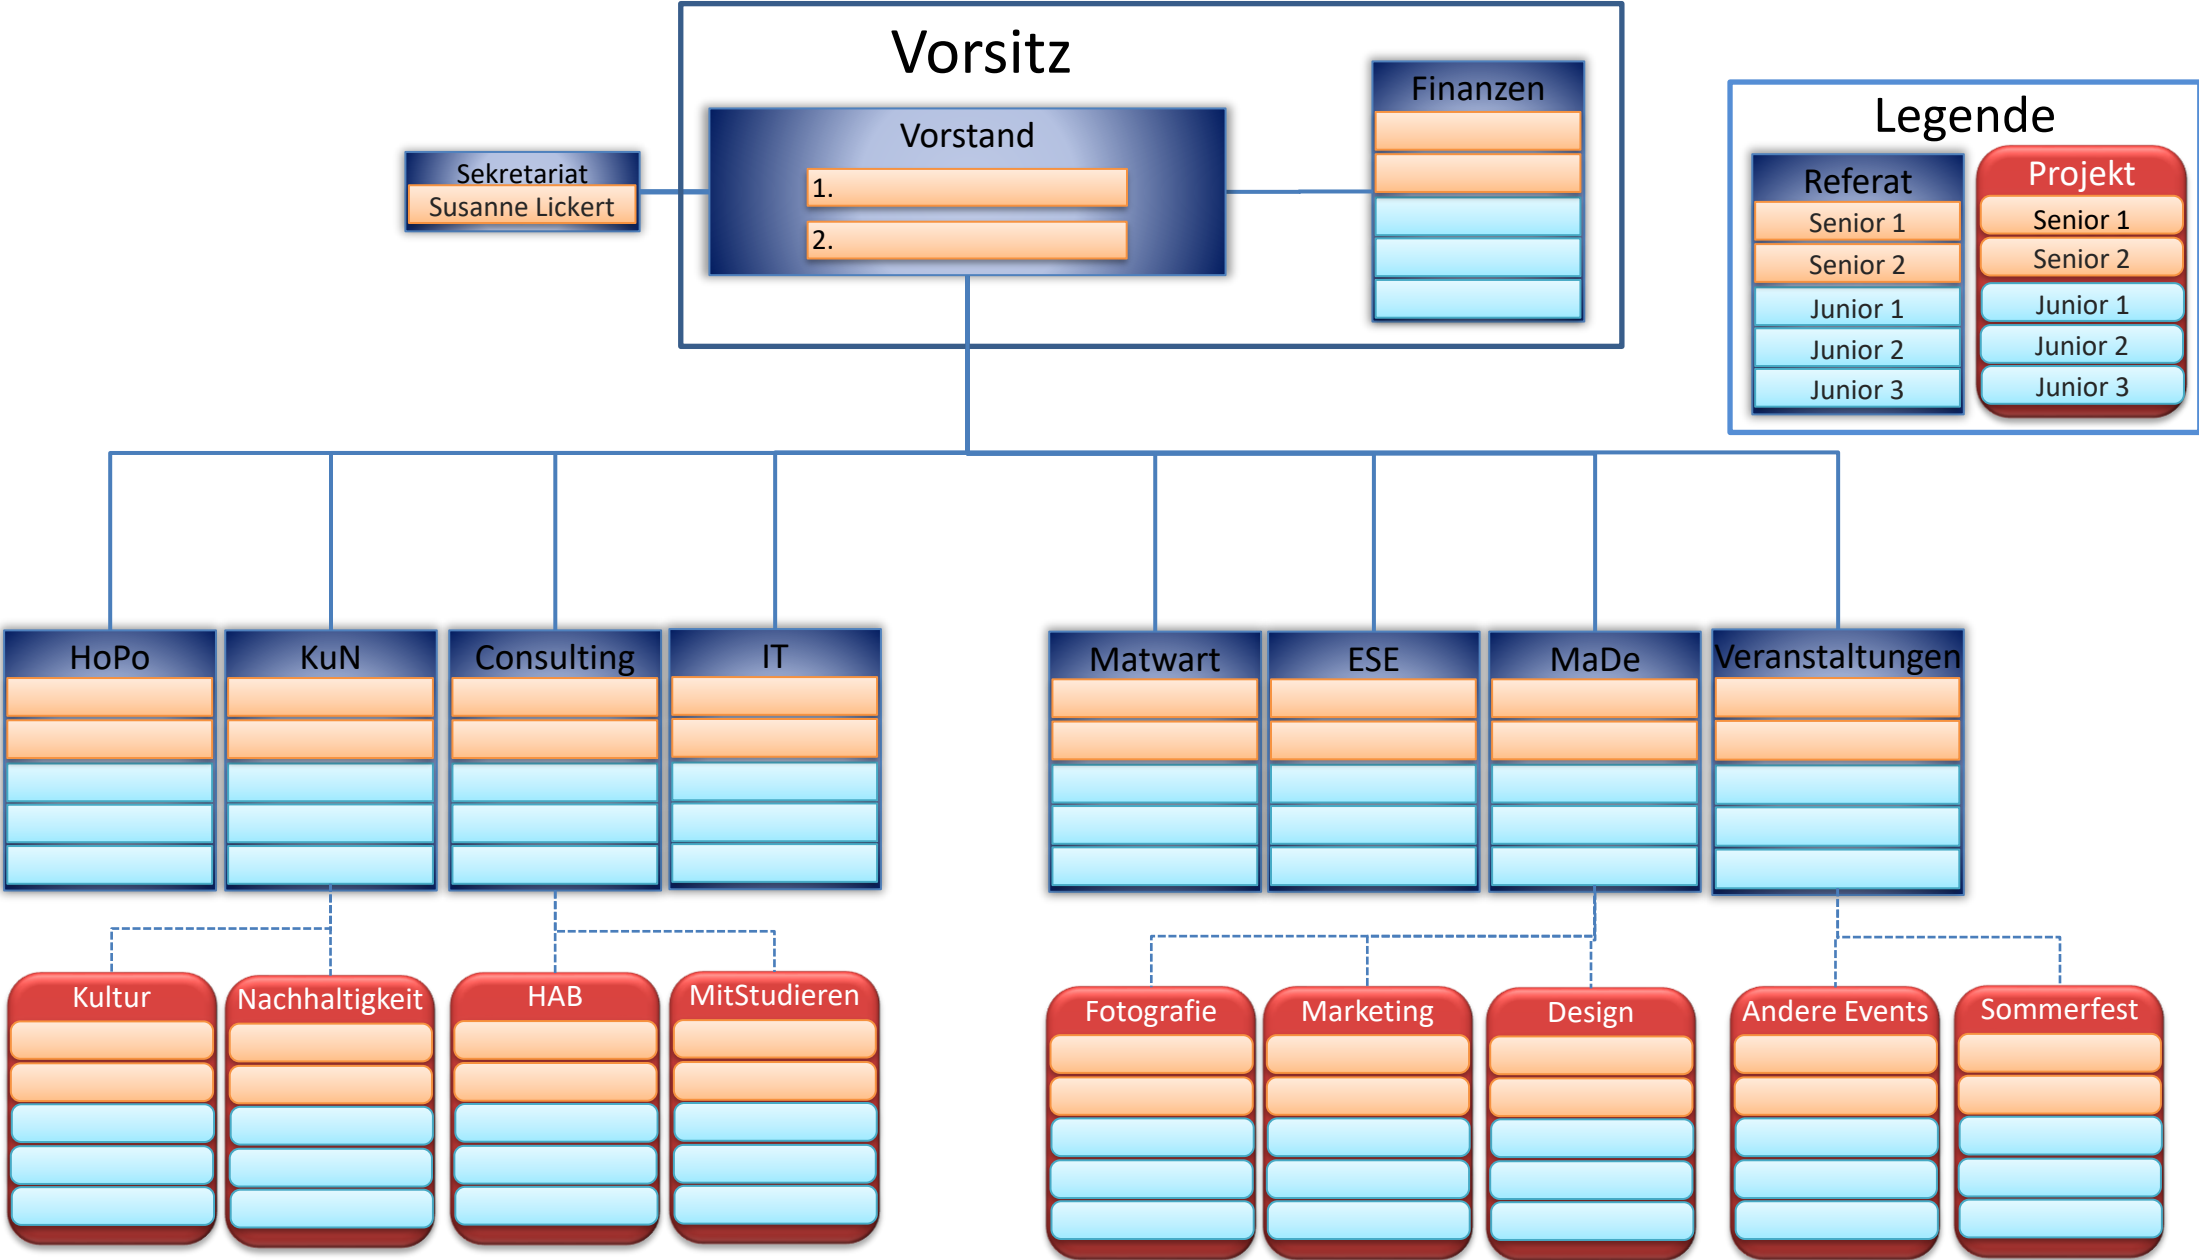 Vorsitz
Finanzen
Vorstand
1.
2.
Sekretariat
Susanne Lickert
Legende
Referat
Senior 1
Senior 2
Junior 1
Junior 2
Junior 3
Projekt
Senior 1
Senior 2
Junior 1
Junior 2
Junior 3
HoPo
KuN
Consulting
IT
Matwart
ESE
MaDe
Veranstaltungen
Kultur
Nachhaltigkeit
HAB
MitStudieren
Fotografie
Marketing
Design
Andere Events
Sommerfest